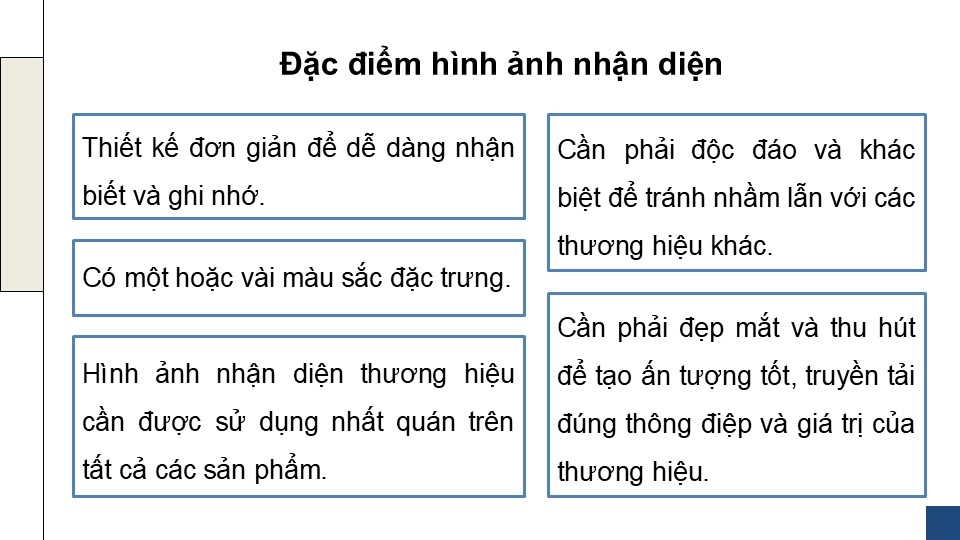 Đặc điểm hình ảnh nhận diện
Thiết kế đơn giản để dễ dàng nhận
biết và ghi nhớ.
Có một hoặc vài màu sắc đặc trưng.
Hình ảnh nhận diện thương hiệu
cần được sử dụng nhất quán trên
tất cả các sản phẩm.
Cần phải độc đáo và khác
biệt để tránh nhầm lẫn với các
thương hiệu khác.
Cần phải đẹp mắt và thu hút
để tạo ấn tượng tốt, truyền tải
đúng thông điệp và giá trị của
thương hiệu.